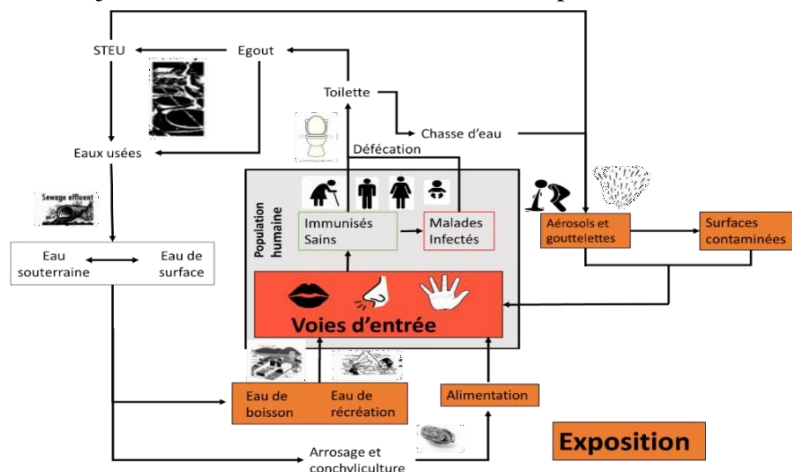 STEU
Egout
Toilette
Chasse d'eau
Eaux usées
Défécation
Sewage effluent
Population
humaine
Immunisés
Sains
Malades
Infectés
Aérosols et
gouttelettes
Surfaces
contaminées
Eau
souterraine
Eau de
surface
Voies d'entrée
Eau de
boisson
Eau de
récréation
Alimentation
Arrosage et
conchyliculture
Exposition